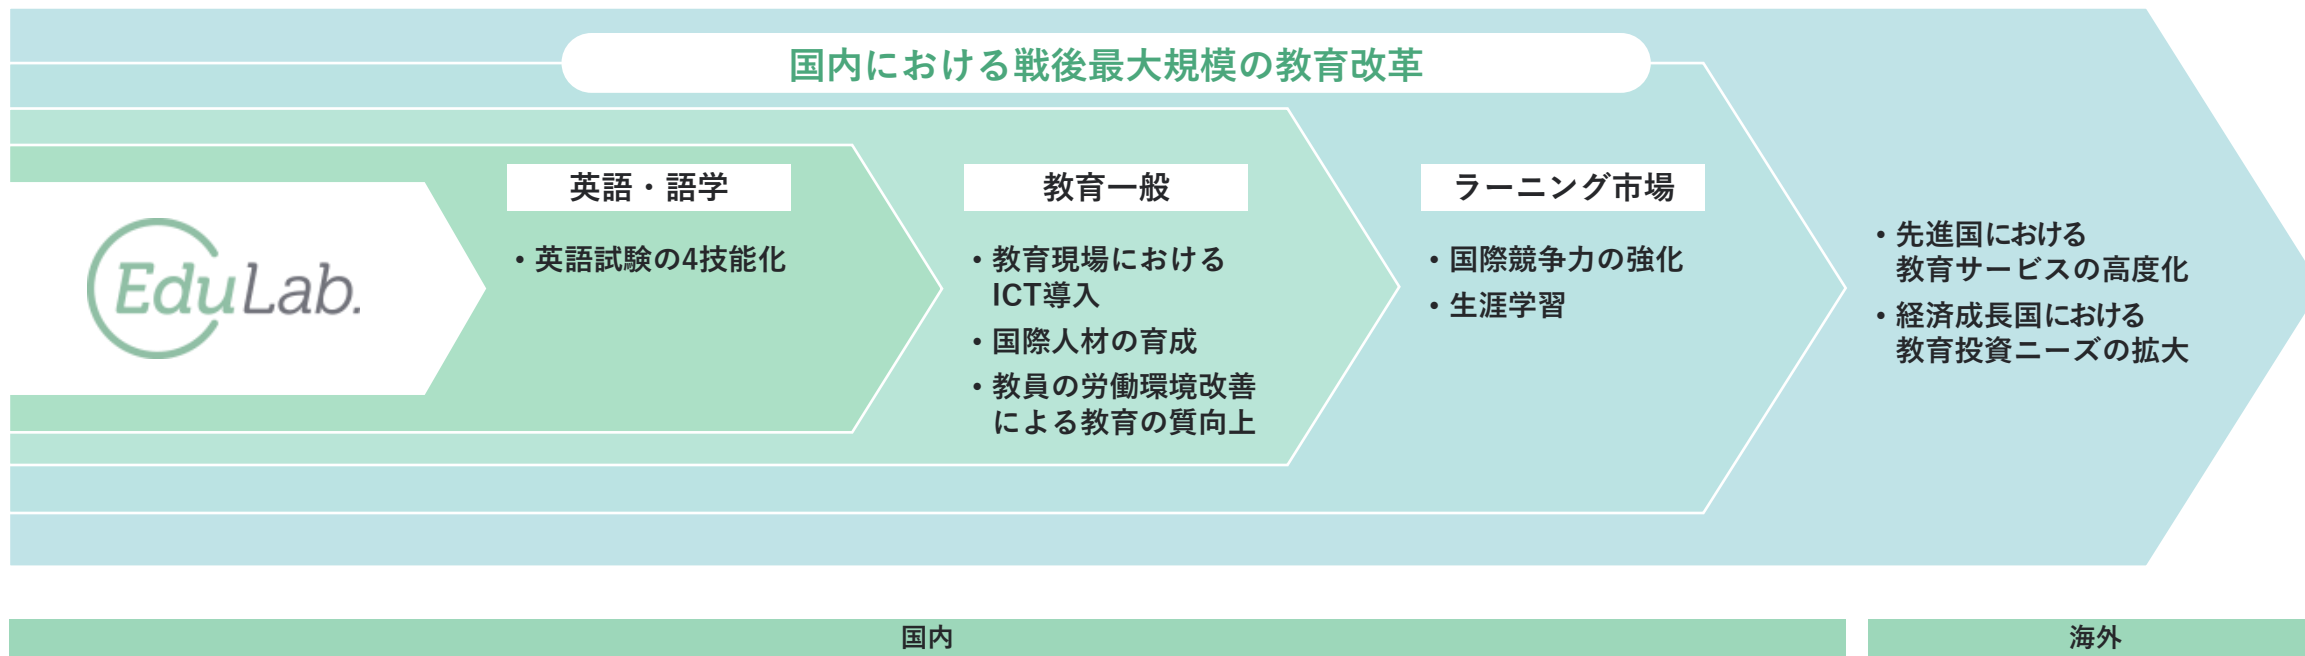 国内における戦後最大規模の教育改革
EduLab.
英語・語学
・英語試験の4技能化
教育一般
・教育現場における
ICT導入
・国際人材の育成
・教員の労働環境改善
による教育の質向上
ラーニング市場
・国際競争力の強化
・生涯学習
・先進国における
教育サービスの高度化
・経済成長国における
教育投資ニーズの拡大
国内
海外